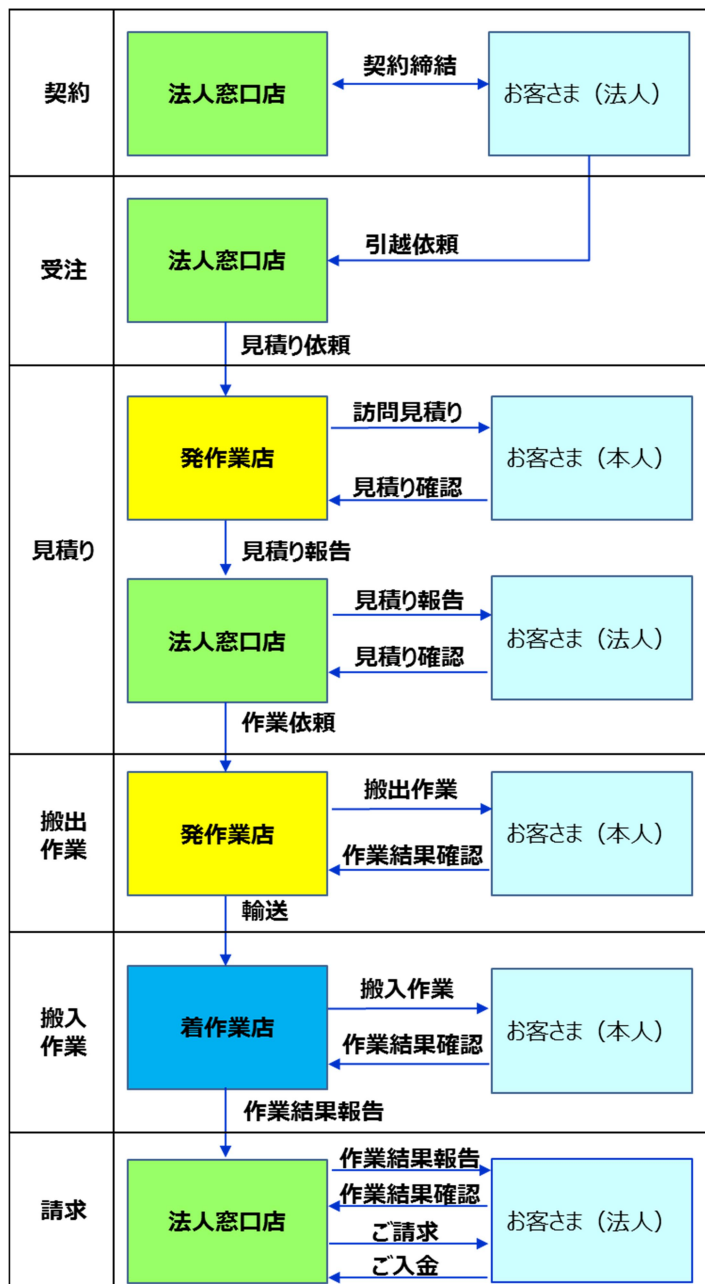 契約
法人窓口店
契約締結
お客さま（法人）
受注
法人窓口店
引越依頼
見積り依頼
見積り
発作業店
訪問見積り
見積り確認
お客さま（本人）
見積り報告
法人窓口店
見積り報告
見積り確認
お客さま（法人）
作業依頼
搬出
作業
発作業店
搬出作業
作業結果確認
お客さま（本人）
輸送
搬入
作業
着作業店
搬入作業
作業結果確認
お客さま（本人）
作業結果報告
請求
法人窓口店
作業結果報告
作業結果確認
ご請求
ご入金
お客さま（法人）